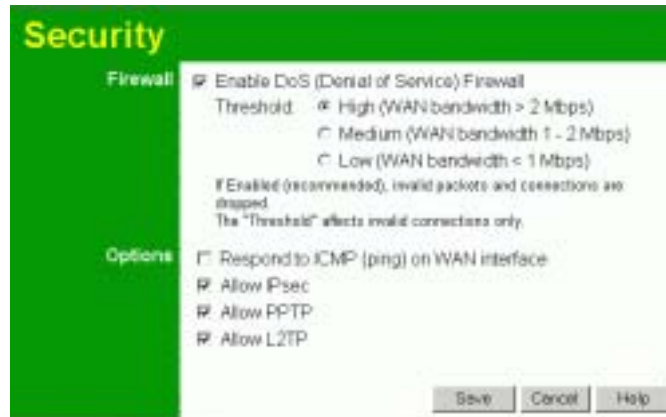 Security
Firewall
Enable DoS (Denial of Service) Firewall
Threshold: High (WAN bandwidth > 2 Mbps)
Medium (WAN bandwidth 1 - 2 Mbps)
Low (WAN bandwidth < 1 Mbps)
If Enabled (recommended), invalid packets and connections are
dropped.
The "Threshold" affects invalid connections only.
Options
Respond to ICMP (ping) on WAN interface
Allow IPsec
Allow PPTP
Allow L2TP
Save Cancel Help